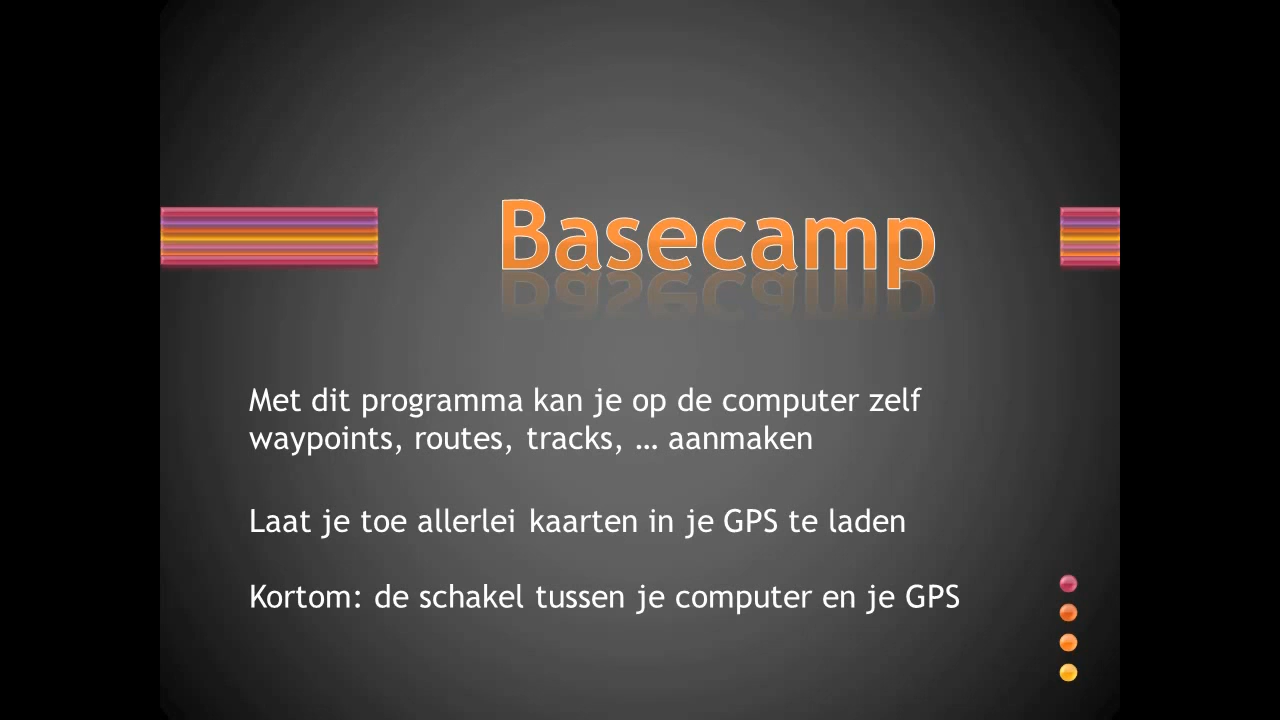 Basecamp
Met dit programma kan je op de computer zelf
waypoints, routes, tracks, … aanmaken
Laat je toe allerlei kaarten in je GPS te laden
Kortom: de schakel tussen je computer en je GPS